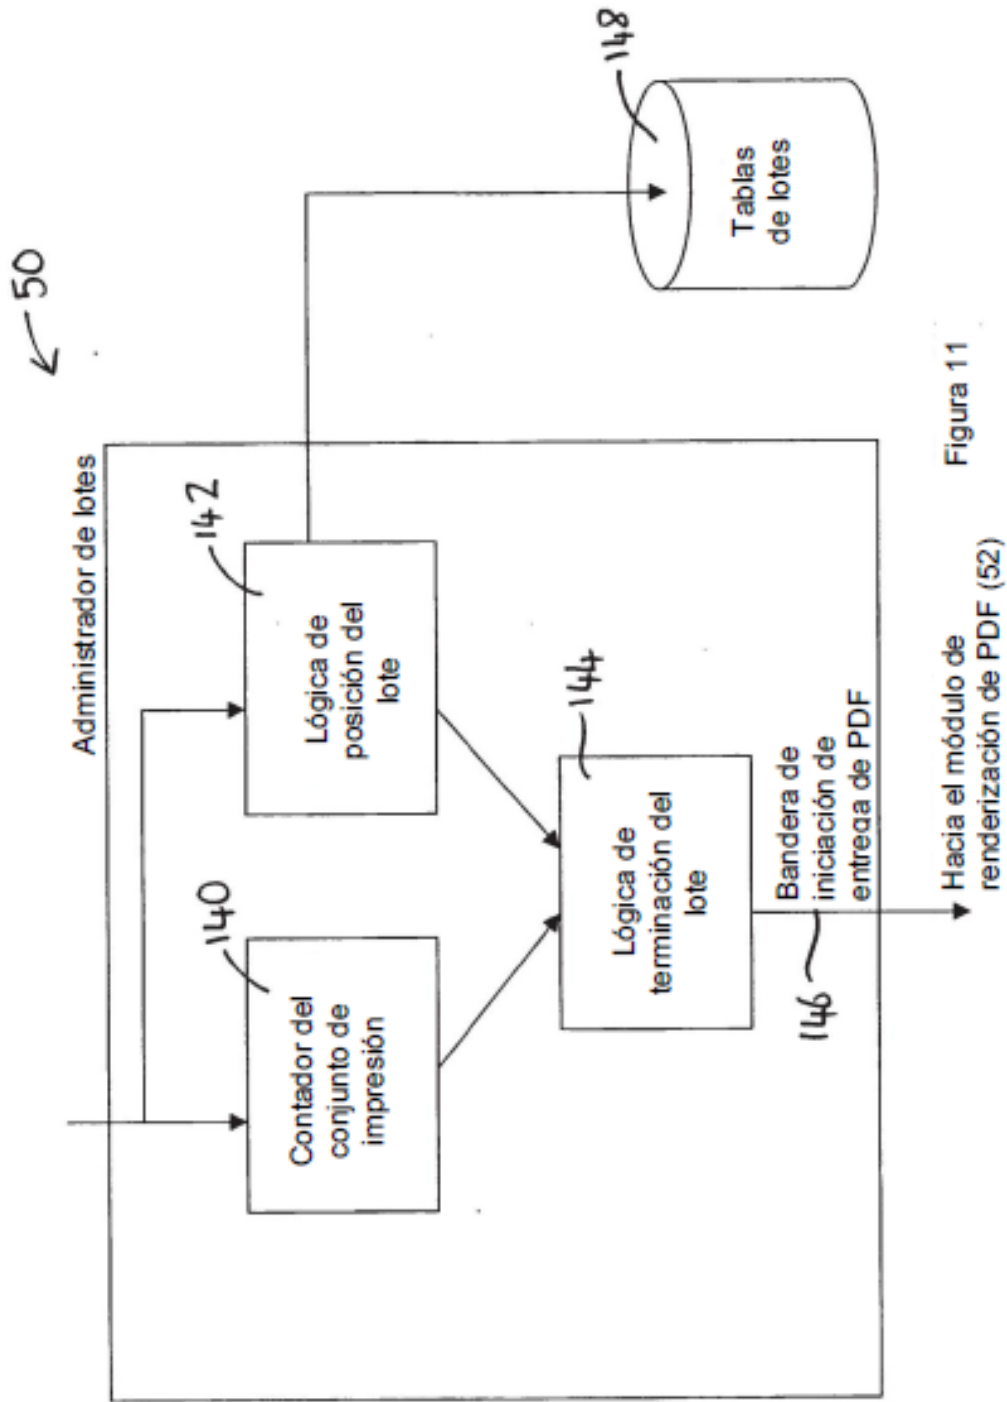 50
Administrador de lotes
140
Contador del
conjunto de
impresión
142
Lógica de
posición del
lote
144
Lógica de
terminación del
lote
148
Tablas
de lotes
146
Bandera de
iniciación de
entrega de PDF
Hacia el módulo de
renderización de PDF (52)
Figura 11